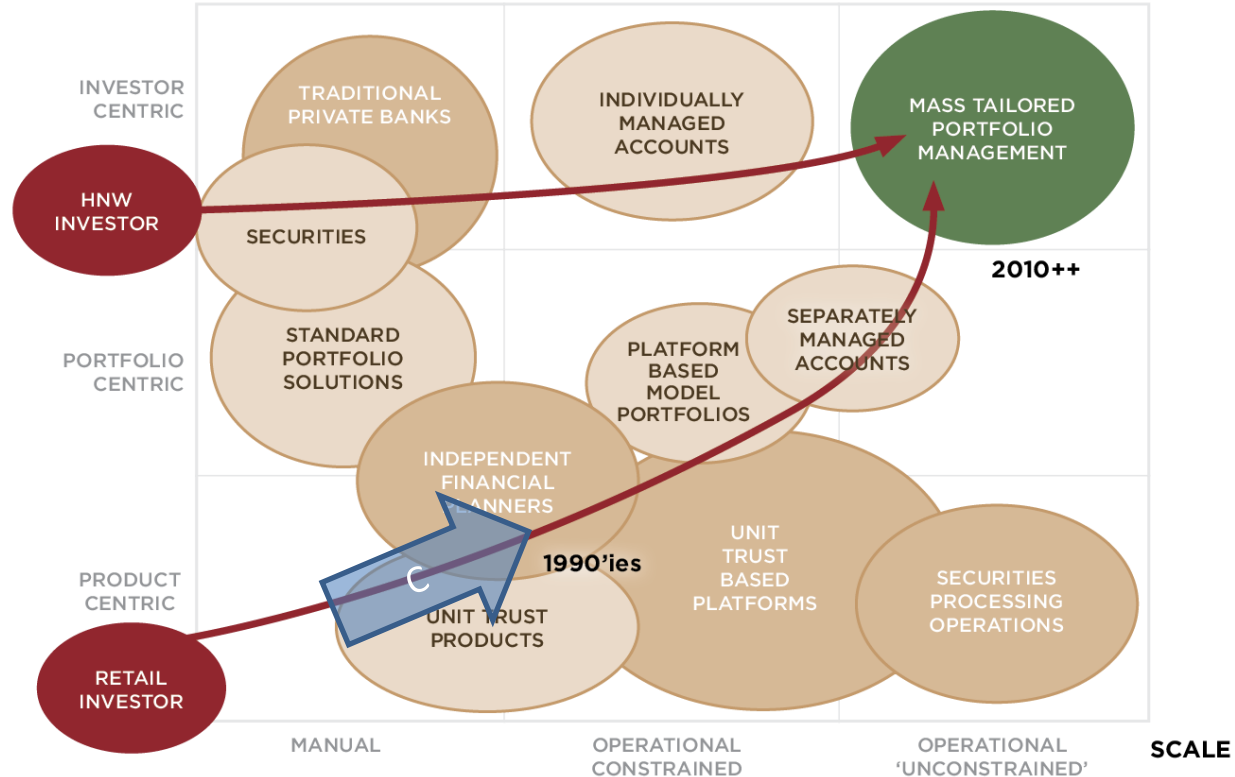 INVESTOR
CENTRIC
TRADITIONAL
PRIVATE BANKS
INDIVIDUALLY
MANAGED
ACCOUNTS
MASS TAILORED
PORTFOLIO
MANAGEMENT
HNW
INVESTOR
SECURITIES
2010++
PORTFOLIO
CENTRIC
STANDARD
PORTFOLIO
SOLUTIONS
PLATFORM
BASED
MODEL
PORTFOLIOS
SEPARATELY
MANAGED
ACCOUNTS
INDEPENDENT
FINANCIAL
PLANNERS
1990'ies
C
PRODUCT
CENTRIC
UNIT TRUST
PRODUCTS
UNIT
TRUST
BASED
PLATFORMS
SECURITIES
PROCESSING
OPERATIONS
RETAIL
INVESTOR
MANUAL
OPERATIONAL
CONSTRAINED
OPERATIONAL
‘UNCONSTRAINED’
SCALE